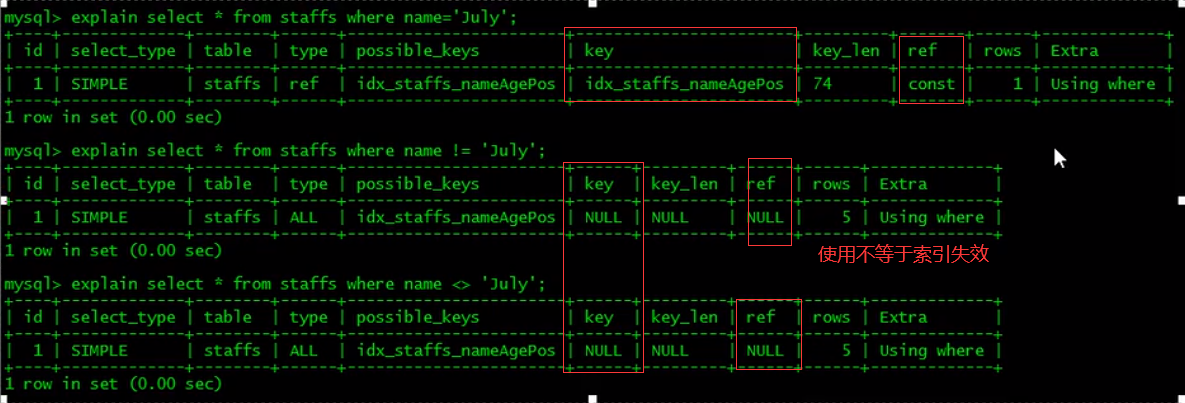 mysql> explain select * from staffs where name='July';
+----+-------------+--------+------+-----------------------+-----------------------+---------+-------+------+-------------+
| id | select_type | table | type | possible_keys | key | key_len | ref | rows | Extra |
+----+-------------+--------+------+-----------------------+-----------------------+---------+-------+------+-------------+
| 1 | SIMPLE | staffs | ref | idx_staffs_nameAgePos | idx_staffs_nameAgePos | 74 | const | 1 | Using where |
+----+-------------+--------+------+-----------------------+-----------------------+---------+-------+------+-------------+
1 row in set (0.00 sec)
mysql> explain select * from staffs where name != 'July';
+----+-------------+--------+------+-----------------------+------+---------+------+------+-------------+
| id | select_type | table | type | possible_keys | key | key_len | ref | rows | Extra |
+----+-------------+--------+------+-----------------------+------+---------+------+------+-------------+
| 1 | SIMPLE | staffs | ALL | idx_staffs_nameAgePos | NULL | NULL | NULL | 5 | Using where |
+----+-------------+--------+------+-----------------------+------+---------+------+------+-------------+
1 row in set (0.00 sec)
使用不等于索引失效
mysql> explain select * from staffs where name <> 'July';
+----+-------------+--------+------+-----------------------+------+---------+------+------+-------------+
| id | select_type | table | type | possible_keys | key | key_len | ref | rows | Extra |
+----+-------------+--------+------+-----------------------+------+---------+------+------+-------------+
| 1 | SIMPLE | staffs | ALL | idx_staffs_nameAgePos | NULL | NULL | NULL | 5 | Using where |
+----+-------------+--------+------+-----------------------+------+---------+------+------+-------------+
1 row in set (0.00 sec)